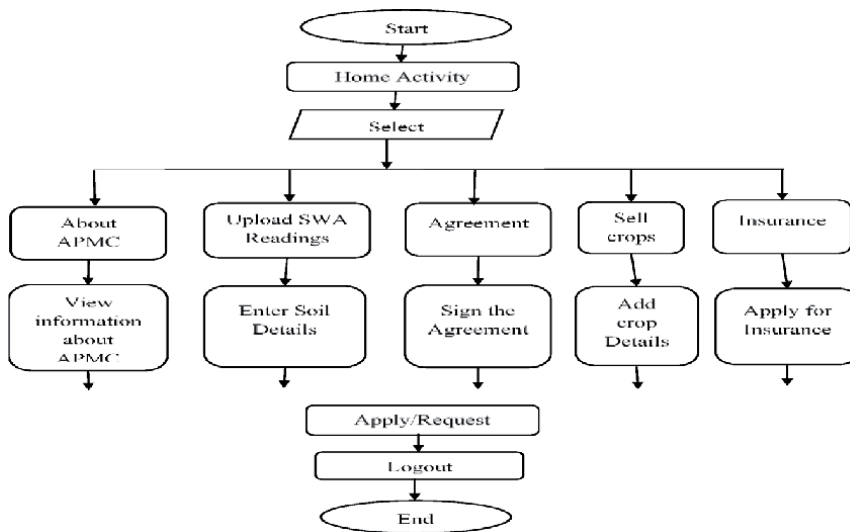 Start
Home Activity
Select
About
APMC
Upload SWA
Readings
Agreement
Sell
crops
Insurance
View
information
about
APMC
Enter Soil
Details
Sign the
Agreement
Add
crop
Details
Apply for
Insurance
Apply/Request
Logout
End